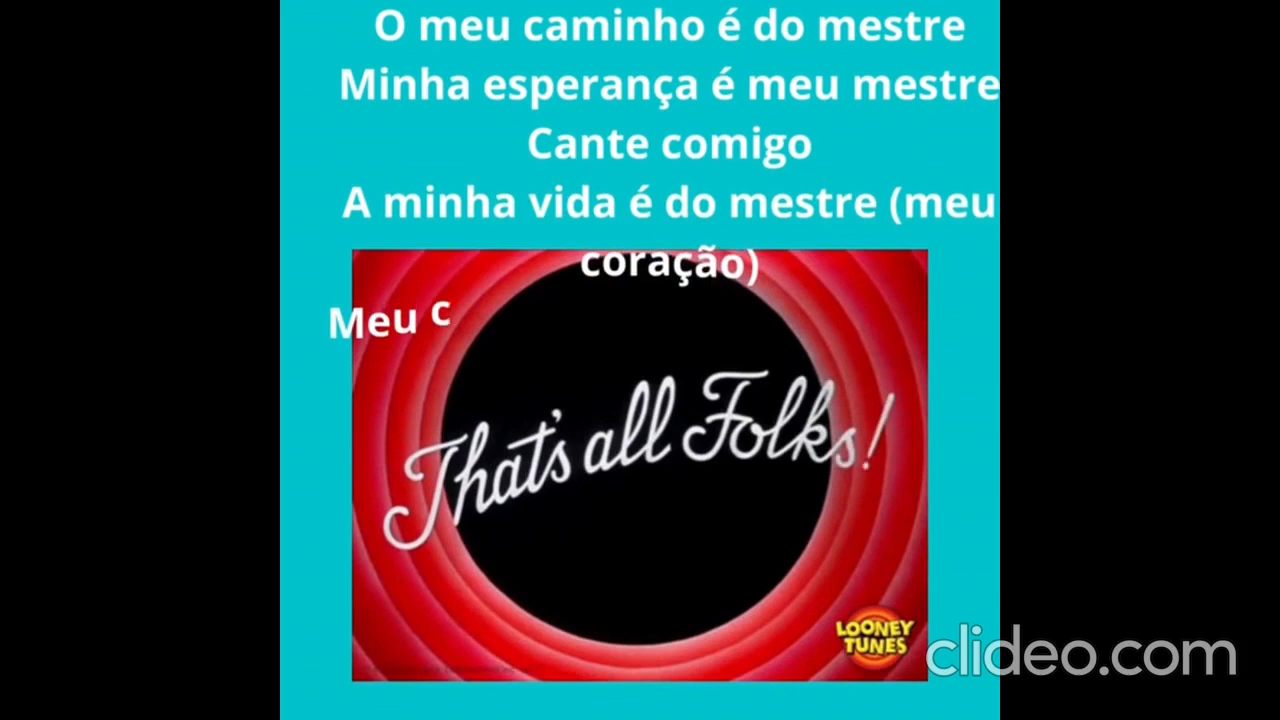 O meu caminho é do mestre
Minha esperança é meu mestre
Cante comigo
A minha vida é do mestre (meu
coração)
Meu c
That's all Folks!
LOONEY
TUNES
clideo.com